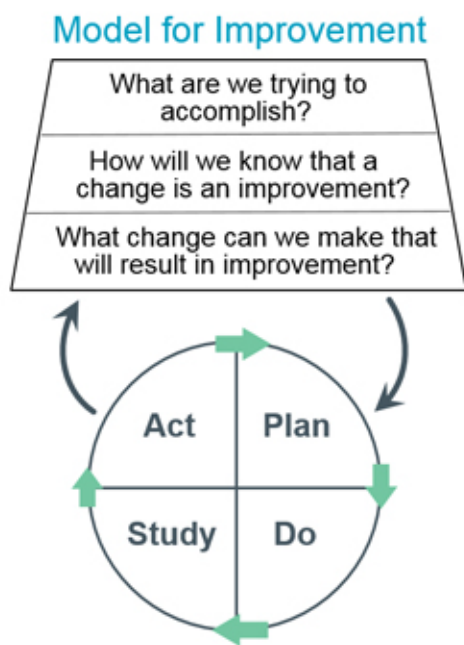 Model for Improvement
What are we trying to
accomplish?
How will we know that a
change is an improvement?
What change can we make that
will result in improvement?
Act
Plan
Study
Do